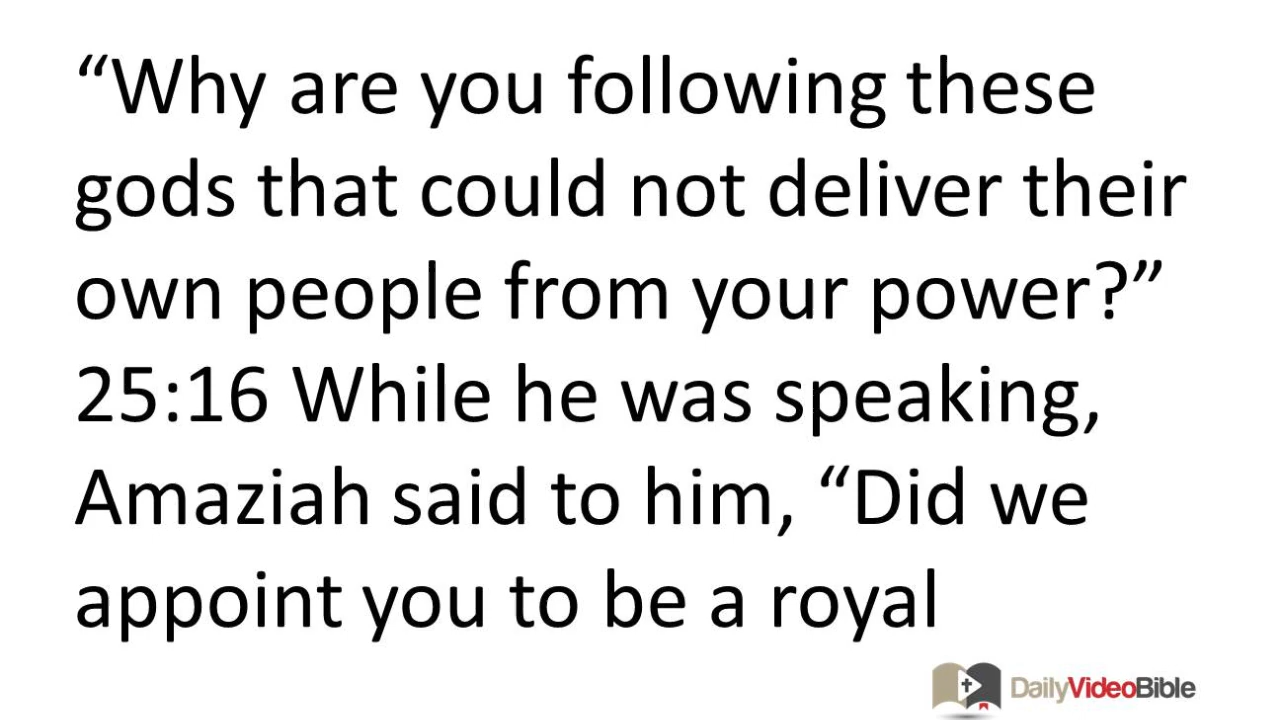 “Why are you following these
gods that could not deliver their
own people from your power?”
25:16 While he was speaking,
Amaziah said to him, “Did we
appoint you to be a royal
DailyVideoBible